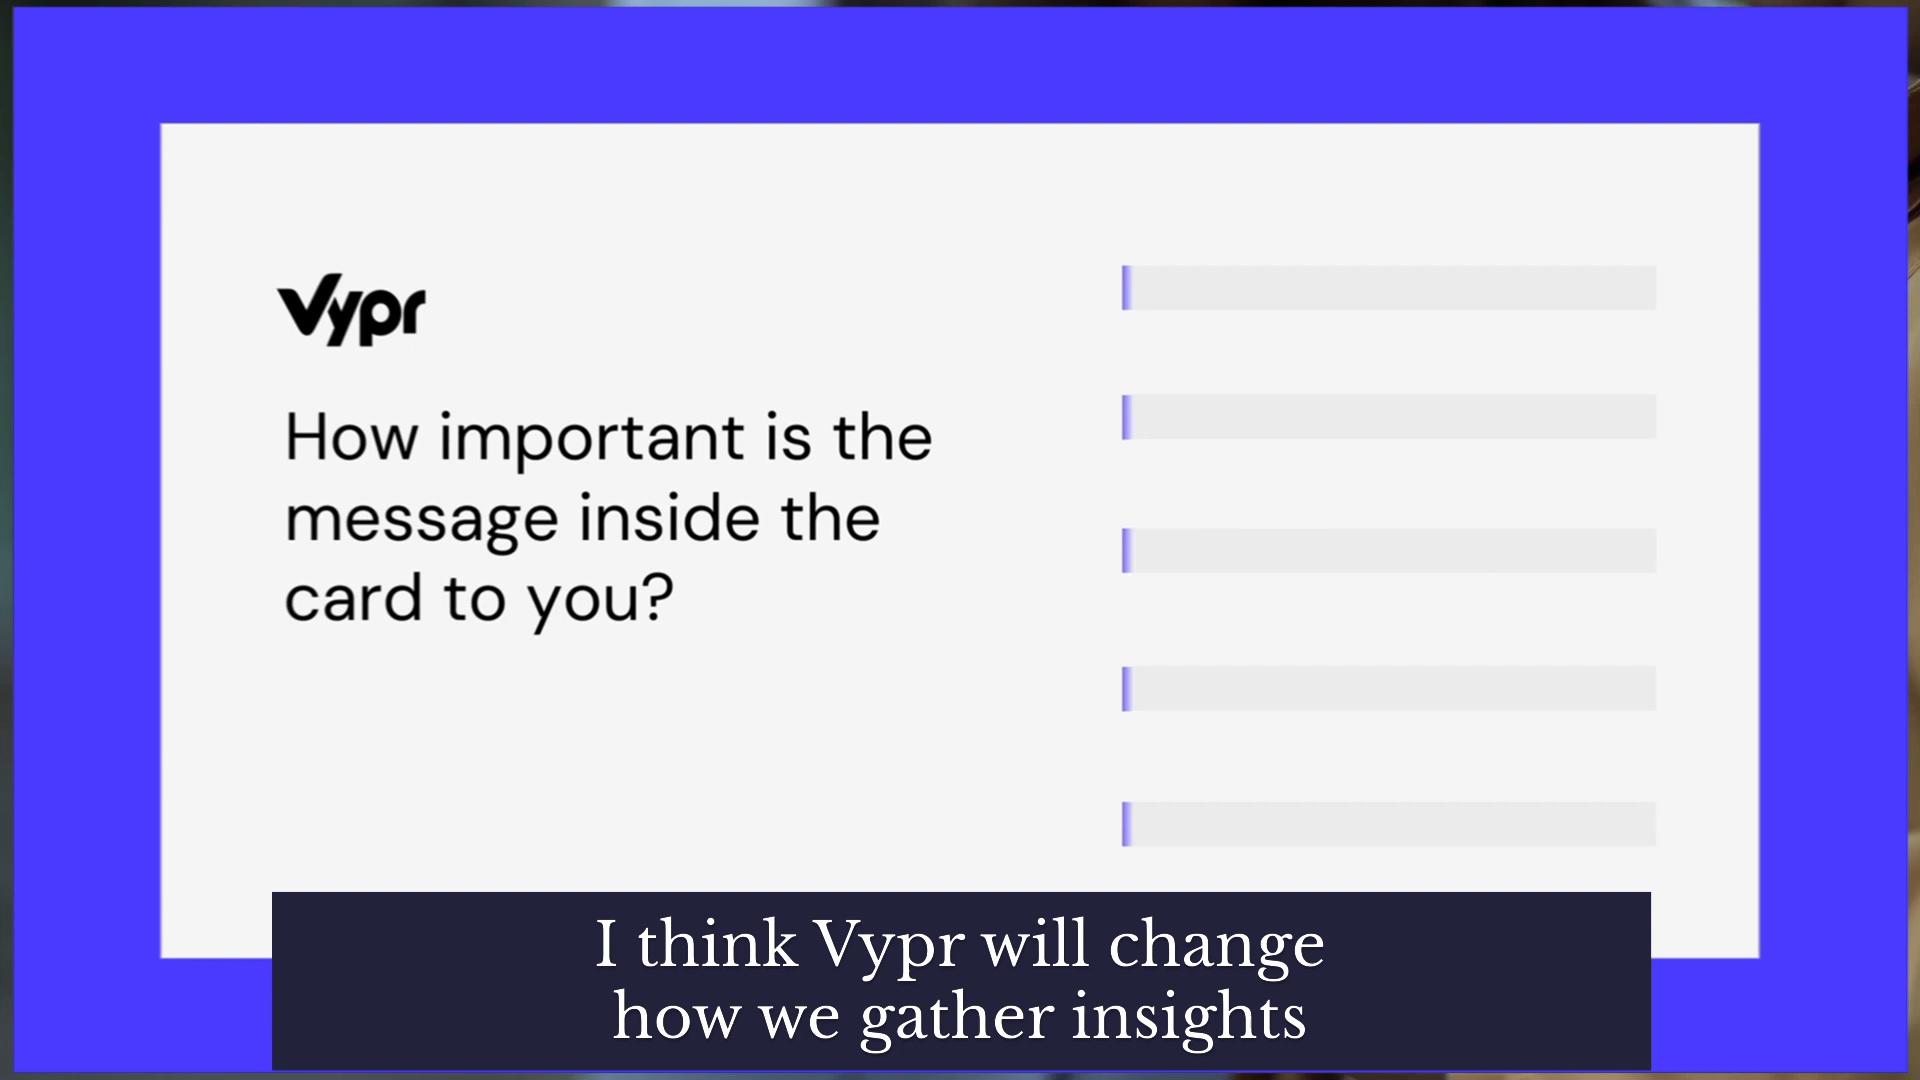 Vypr
How important is the
message inside the
card to you?
I think Vypr will change
how we gather insights